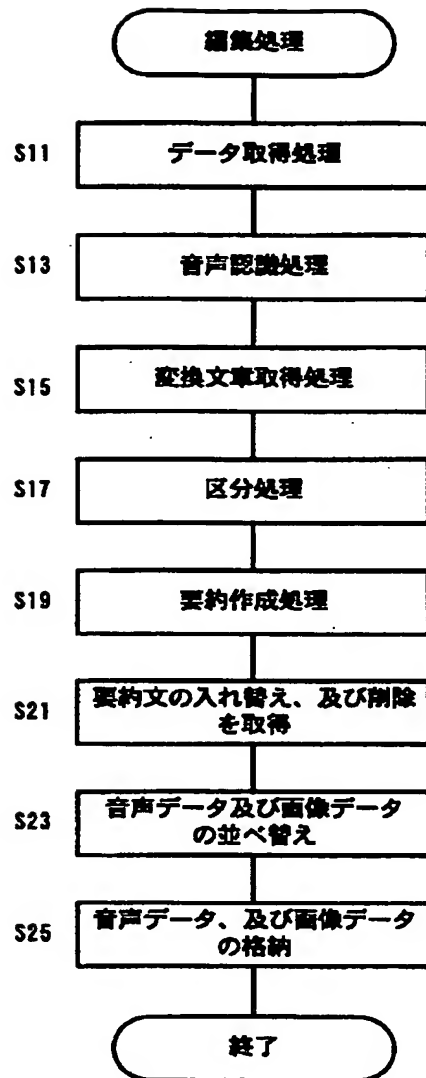 編集処理
S11
データ取得処理
S13
音声認識処理
S15
変換文章取得処理
S17
区分処理
S19
要約作成処理
S21
要約文の入れ替え、及び削除
を取得
S23
音声データ及び画像データ
の並べ替え
S25
音声データ、及び画像データ
の格納
終了